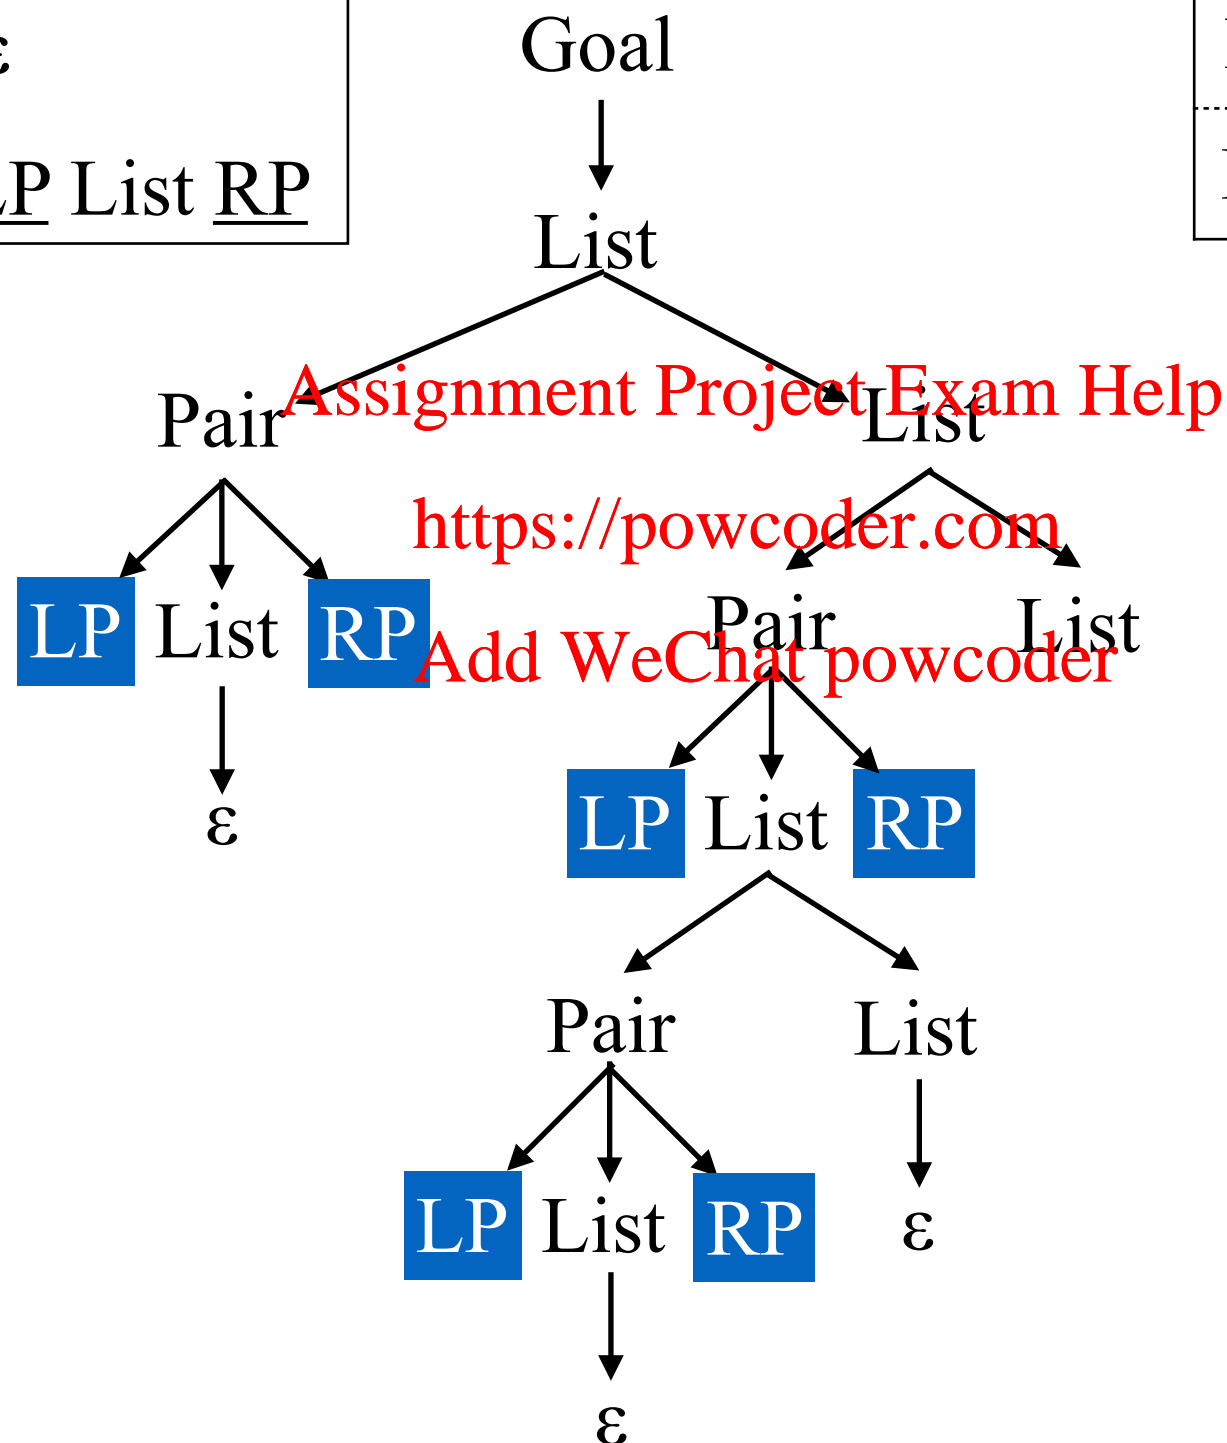 Goal
ε
LP List RP
List
Assignment Project Exam Help
Pair List
https://powcoder.com
Pair List
LP List RP
Add WeChat powcoder
ε
LP List RP
Pair List
LP List RP
ε
ε